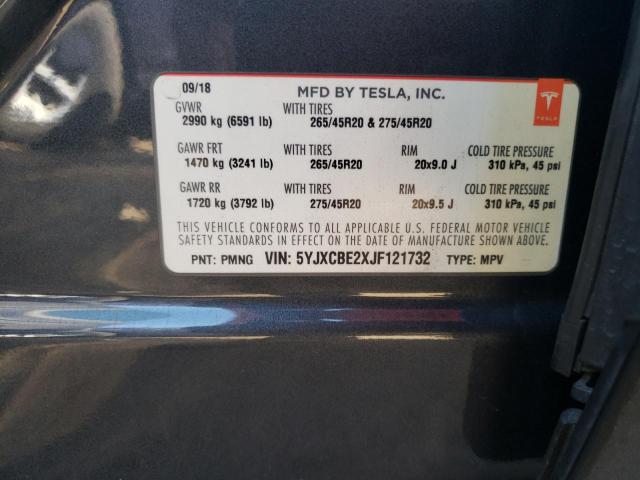 09/18 MFD BY TESLA, INC.
GVWR WITH TIRES
2990 kg (6591 lb) 265/45R20 & 275/45R20
GAWR FRT WITH TIRES RIM COLD TIRE PRESSURE
1470 kg (3241 lb) 265/45R20 20x9.0 J 310 kPa, 45 psi
GAWR RR WITH TIRES RIM COLD TIRE PRESSURE
1720 kg (3792 lb) 275/45R20 20x9.5 J 310 kPa, 45 psi
THIS VEHICLE CONFORMS TO ALL APPLICABLE U.S. FEDERAL MOTOR VEHICLE
SAFETY STANDARDS IN EFFECT ON THE DATE OF MANUFACTURE SHOWN ABOVE.
PNT: PMNG VIN: 5YJXCBE2XJF121732 TYPE: MPV
TESLA